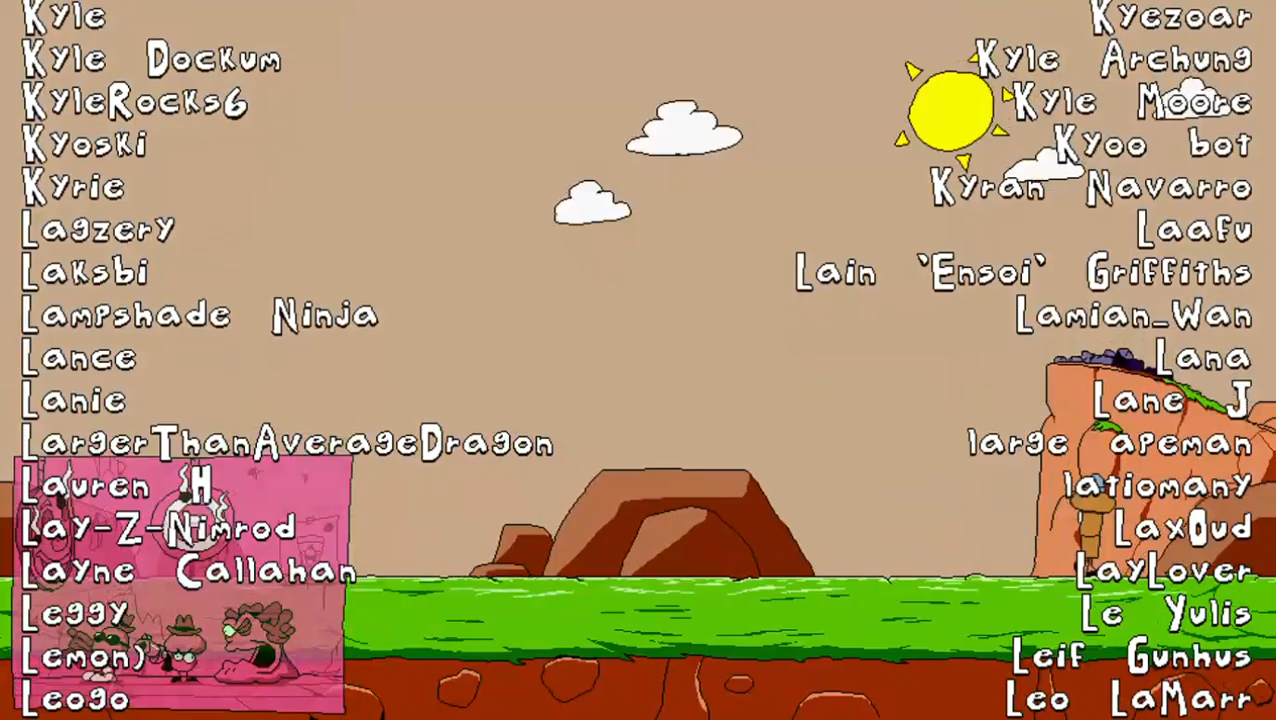 Kyle
Kyezoar
Kyle Dockum
Kyle Archung
KyleRocks6
Kyle Moore
Kyoski
Kyoo bot
Kyrie
Kyran Navarro
Lagzery
Laafu
Laksbi
Lain 'Ensoi' Griffiths
Lampshade Ninja
Lamian_Wan
Lance
Lana
Lanie
Lane J
LargerThanAverageDragon
large apeman
Lauren H
latiomany
Lay-Z-Nimrod
LaxOud
Layne Callahan
LayLover
Leggy
Le Yulis
Lemon)
Leif Gunhus
Leogo
Leo LaMarr